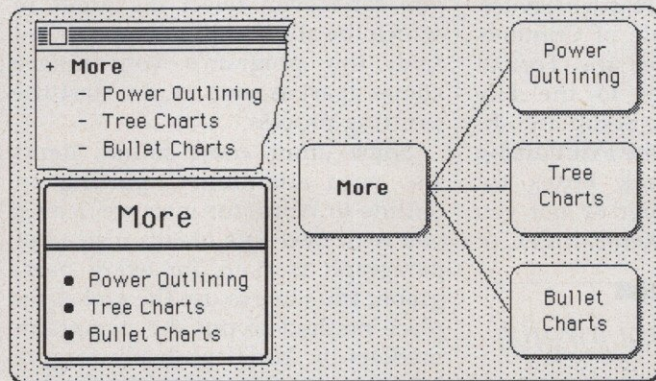 + More
- Power Outlining
- Tree Charts
- Bullet Charts
More
• Power Outlining
• Tree Charts
• Bullet Charts
More
Power
Outlining
Tree
Charts
Bullet
Charts